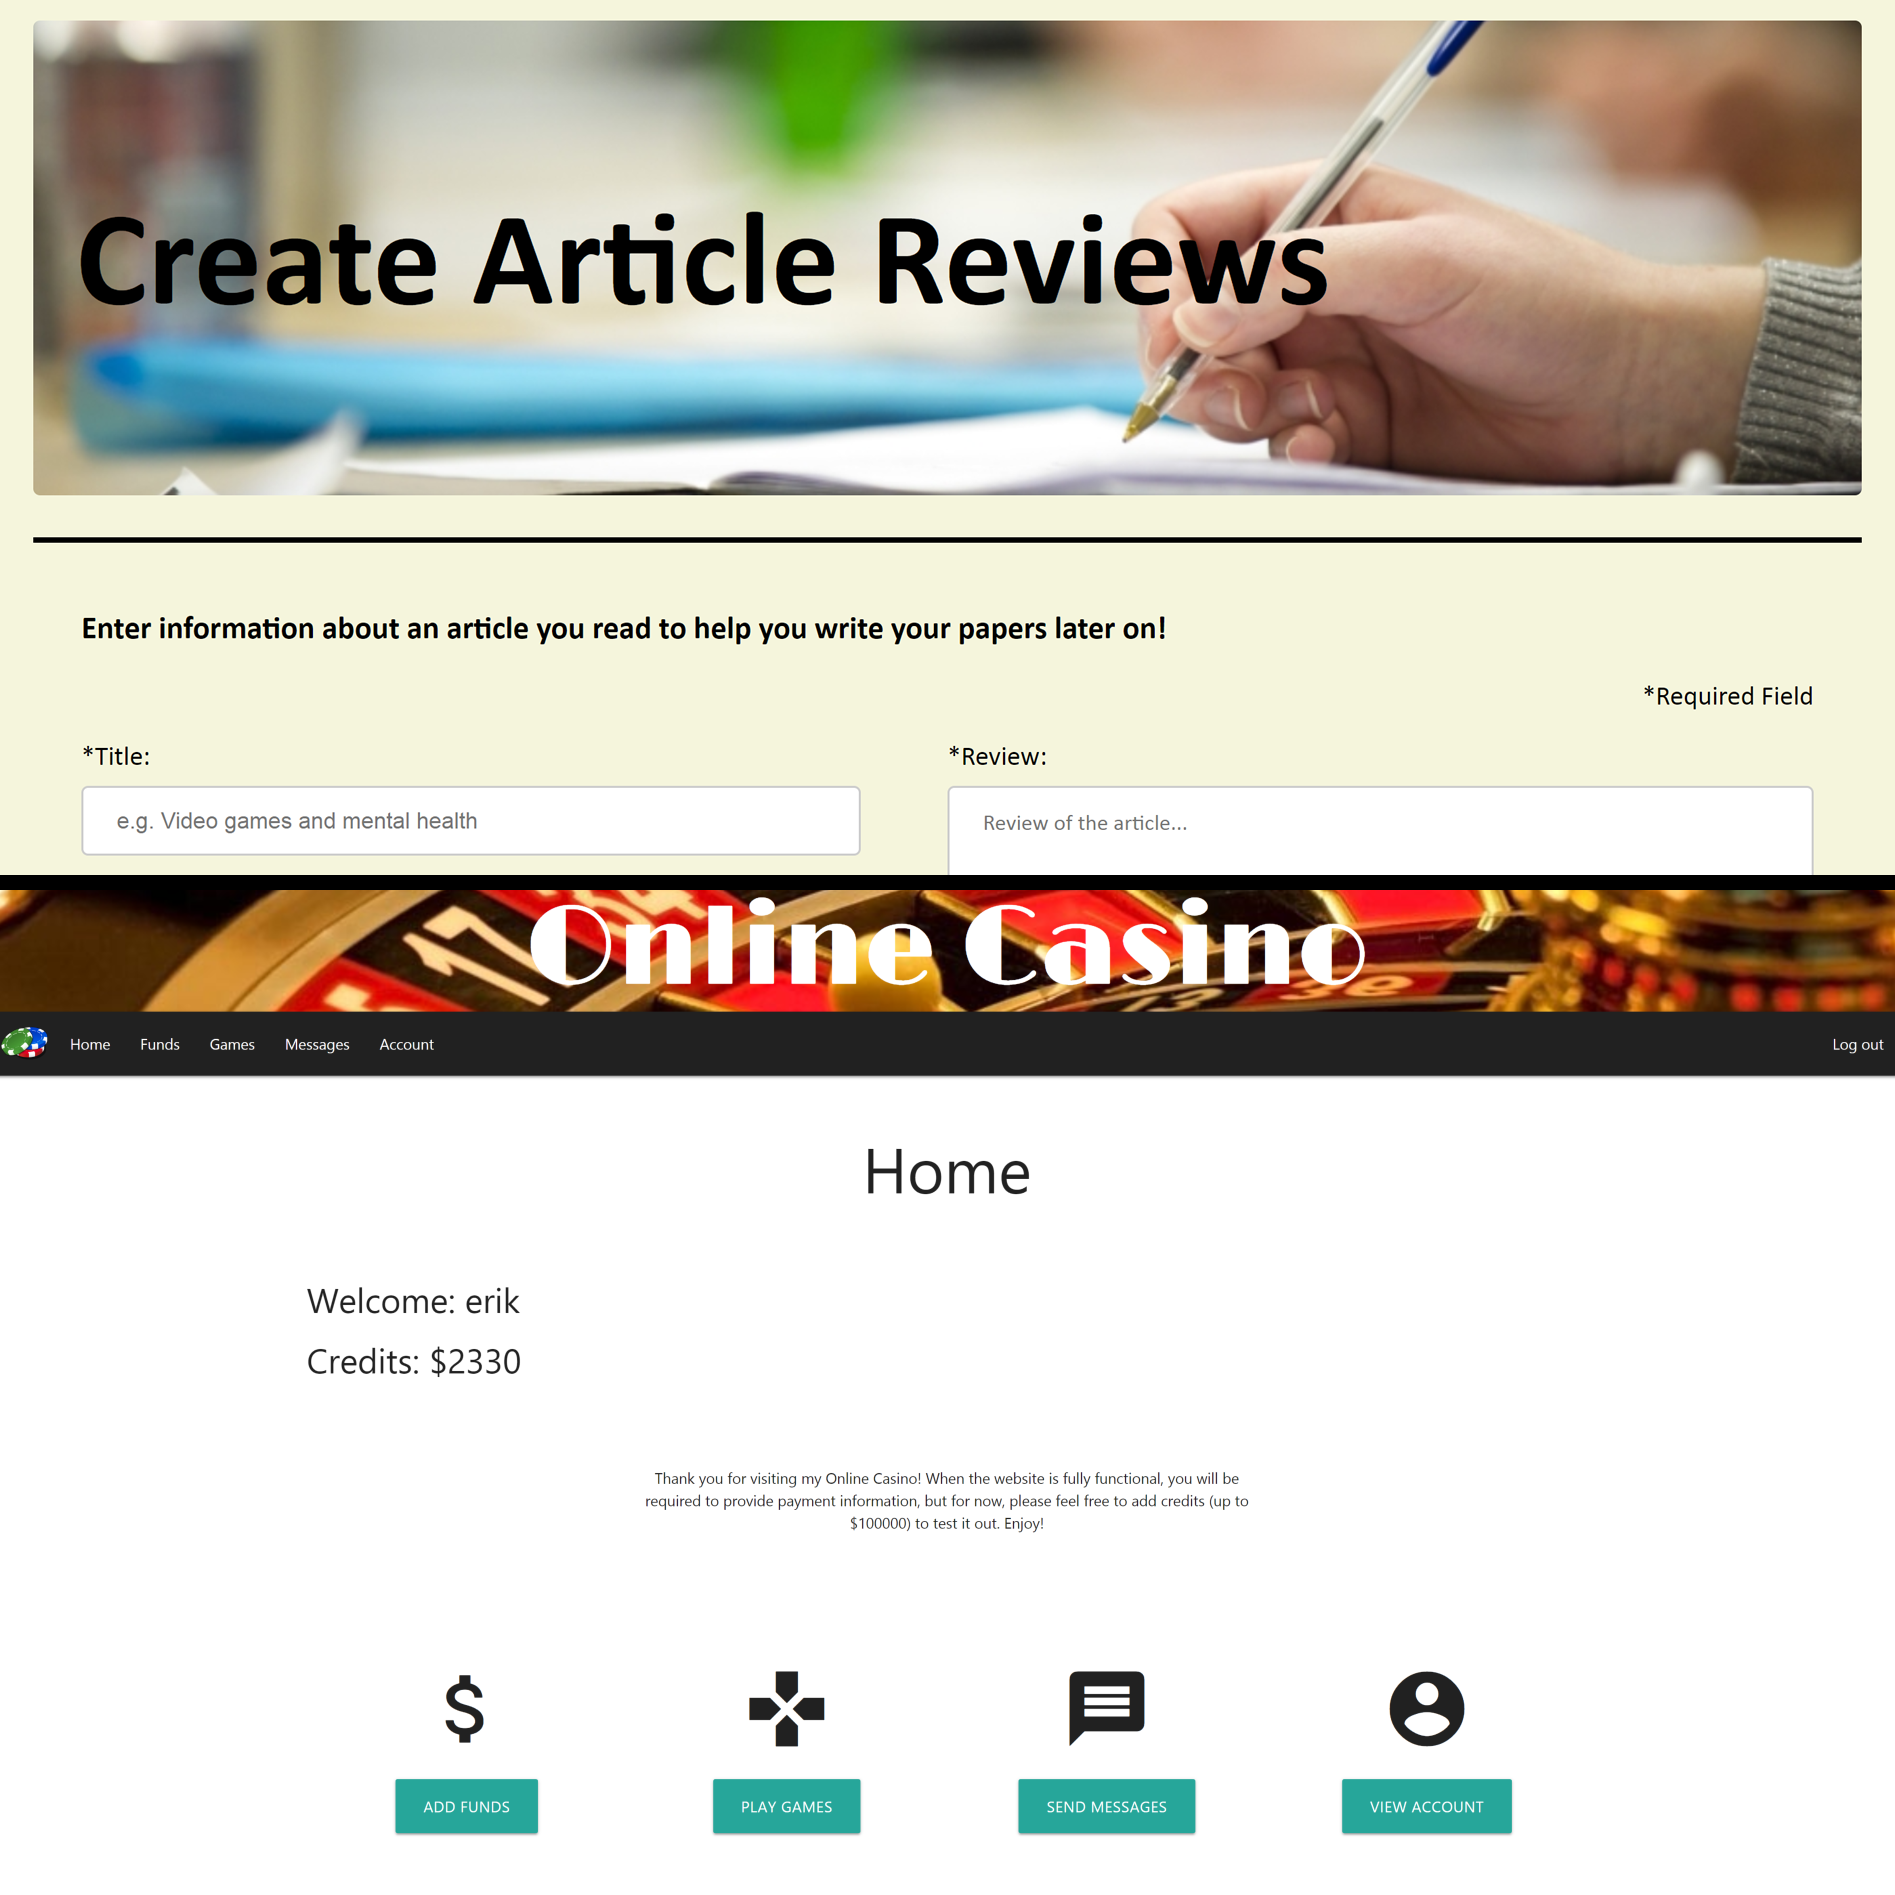 Create Article Reviews
Enter information about an article you read to help you write your papers later on!
*Required Field
*Title:
*Review:
e.g. Video games and mental health
Review of the article...
17
Online Casino
Home Funds Games Messages Account Log out
Home
Welcome: erik
Credits: $2330
Thank you for visiting my Online Casino! When the website is fully functional, you will be
required to provide payment information, but for now, please feel free to add credits (up to
$100000) to test it out. Enjoy!
ADD FUNDS PLAY GAMES SEND MESSAGES VIEW ACCOUNT